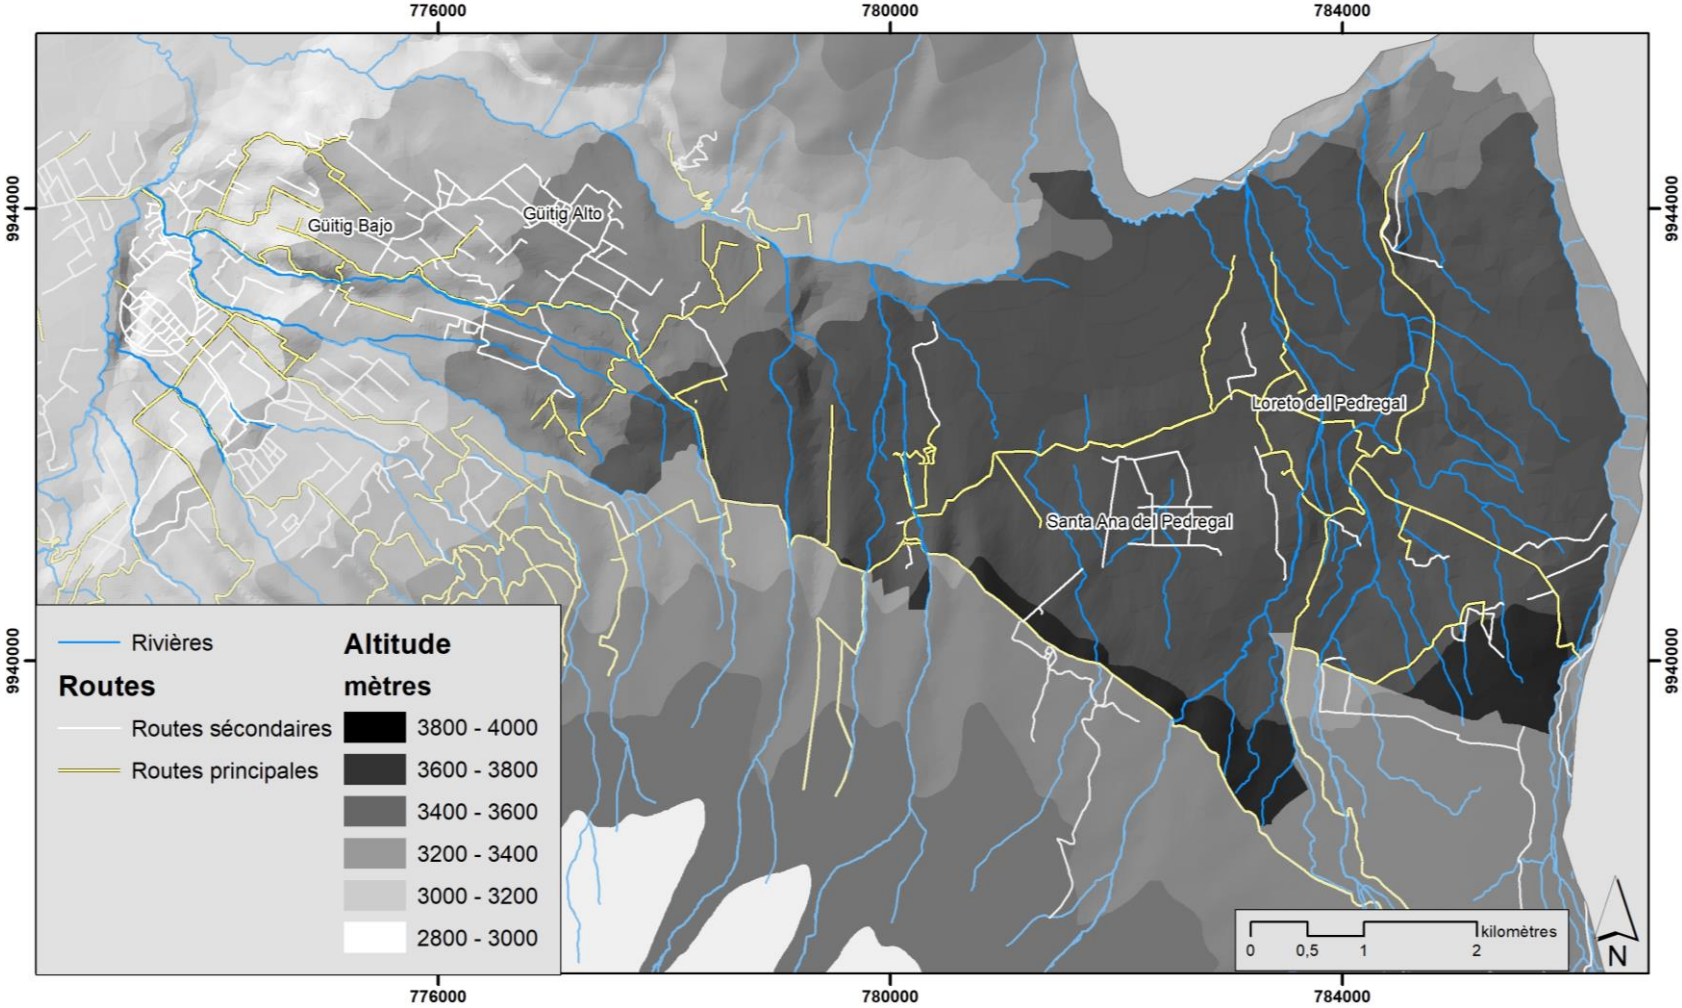 776000
780000
784000
9944000
9944000
Güitig Alto
Güitig Bajo
Loreto del Pedregal
Santa Ana del Pedregal
9940000
9940000
Rivières
Routes
Routes sécondaires
Routes principales
Altitude
mètres
3800 - 4000
3600 - 3800
3400 - 3600
3200 - 3400
3000 - 3200
2800 - 3000
kilomètres
0 0,5 1 2
N
776000
780000
784000